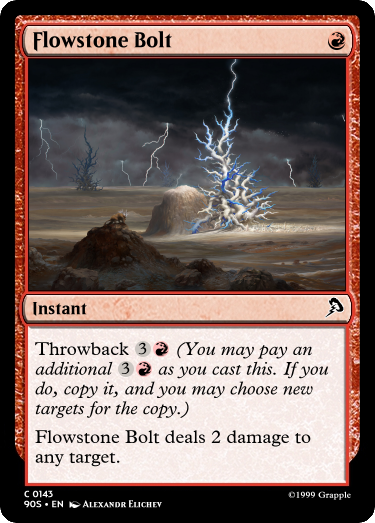 Flowstone Bolt
Instant
Throwback 3 (You may pay an
additional 3 as you cast this. If you
do, copy it, and you may choose new
targets for the copy.)
Flowstone Bolt deals 2 damage to
any target.
C 0143
90S • EN Alexandr Elichev
©1999 Grapple